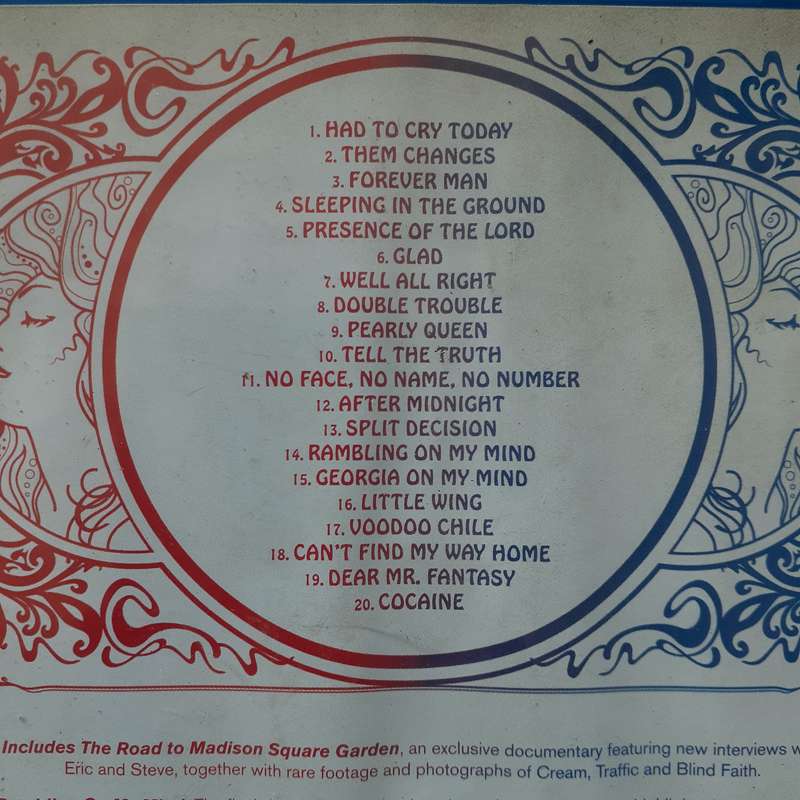 1. HAD TO CRY TODAY
2. THEM CHANGES
3. FOREVER MAN
4. SLEEPING IN THE GROUND
5. PRESENCE OF THE LORD
6. GLAD
7. WELL ALL RIGHT
8. DOUBLE TROUBLE
9. PEARLY QUEEN
10. TELL THE TRUTH
11. NO FACE, NO NAME, NO NUMBER
12. AFTER MIDNIGHT
13. SPLIT DECISION
14. RAMBLING ON MY MIND
15. GEORGIA ON MY MIND
16. LITTLE WING
17. VOODOO CHILE
18. CAN'T FIND MY WAY HOME
19. DEAR MR. FANTASY
20. COCAINE
Includes The Road to Madison Square Garden, an exclusive documentary featuring new interviews
Eric and Steve, together with rare footage and photographs of Cream, Traffic and Blind Faith.